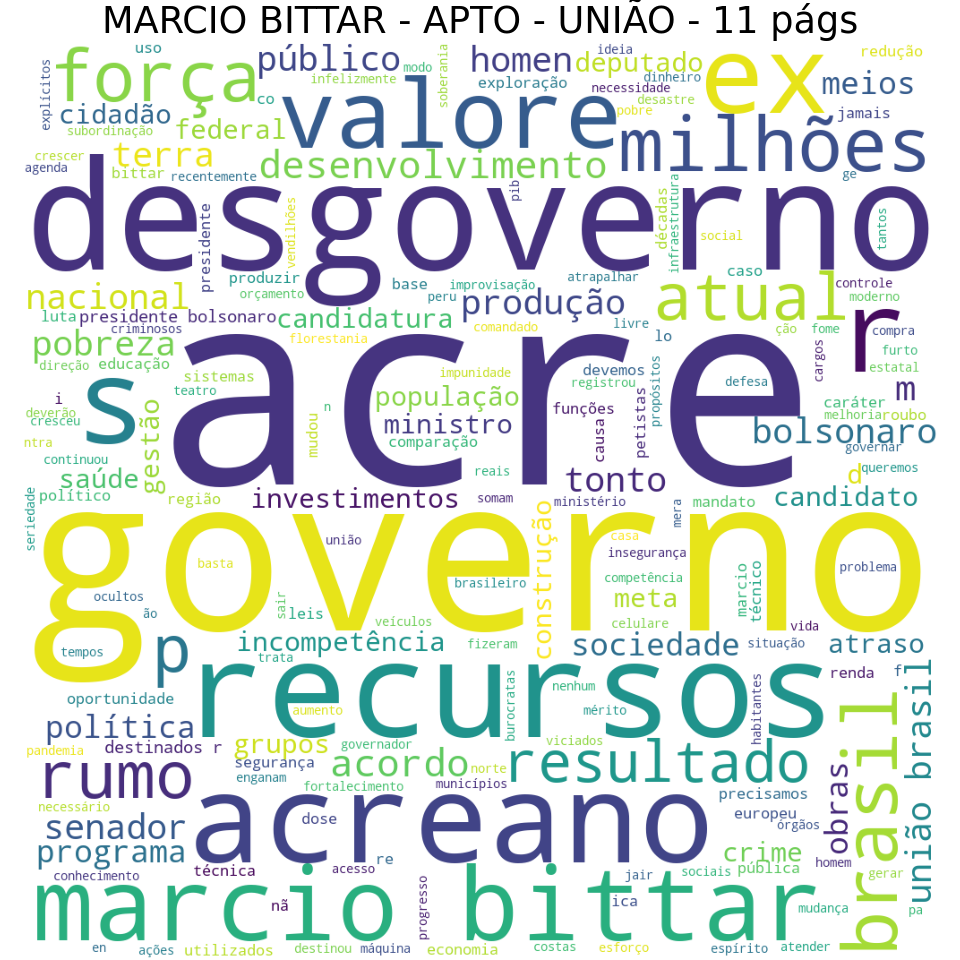 MARCIO BITTAR - APTO - UNIÃO - 11 págs
uso
público
homen
ideia
redução
explícitos
força
infelizmente
modo
soberania
exploração
deputado
necessidade
dinheiro
ex
meios
cidadão
co
valore
desastre
pobre
jamais
subordinação
federal
milhões
crescer
terra
desenvolvimento
agenda
bittar
recentemente
ge
desgoverno
pib
décadas
infraestrutura
tantos
presidente
vendilhões
social
produzir
base
improvisação
atrapalhar
caso
controle
nacional
orçamento
peru
produção
atual
moderno
luta
presidente bolsonaro
candidatura
comandado
livre
lo
ção
fome
r
compra
criminosos
florestania
pobreza
acre
furto
direção
educação
impunidade
devemos
propósitos
cargos
estatal
sistemas
registrou
defesa
m
i
s
teatro
população
caráter
deverão
gestão
mudou
n
funções
causa
petistas
melhoria
roubo
cresceu
ministro
bolsonaro
ntra
comparação
governar
continuou
saúde
reais
tonto
d
queremos
seriedade
político
região
investimentos
somam
ministério
mera
mandato
candidato
governo
construção
união
casa
insegurança
basta
brasileiro
competência
marcio
técnico
problema
ocultos
meta
ão
sair
leis
veículos
celulare
vida
tempos
p
incompetência
fizeram
sociedade
situação
atraso
trata
recursos
renda
f
oportunidade
nenhum
burocratas
habitantes
brasil
união brasil
política
aumento
mérito
pandemia
destinados r
grupos
governador
viciados
rumo
segurança
acordo
resultado
obras
enganam
norte
necessário
fortalecimento
municípios
precisamos
acreano
senador
dose
europeu
órgãos
programa
re
crime
homem
conhecimento
técnica
acesso
jair
sociais
pública
gerar
marcio bittar
nã
progresso
ica
mudança
pa
en
ações
utilizados
destinou
máquina
economia
costas
esforço
espírito
atender